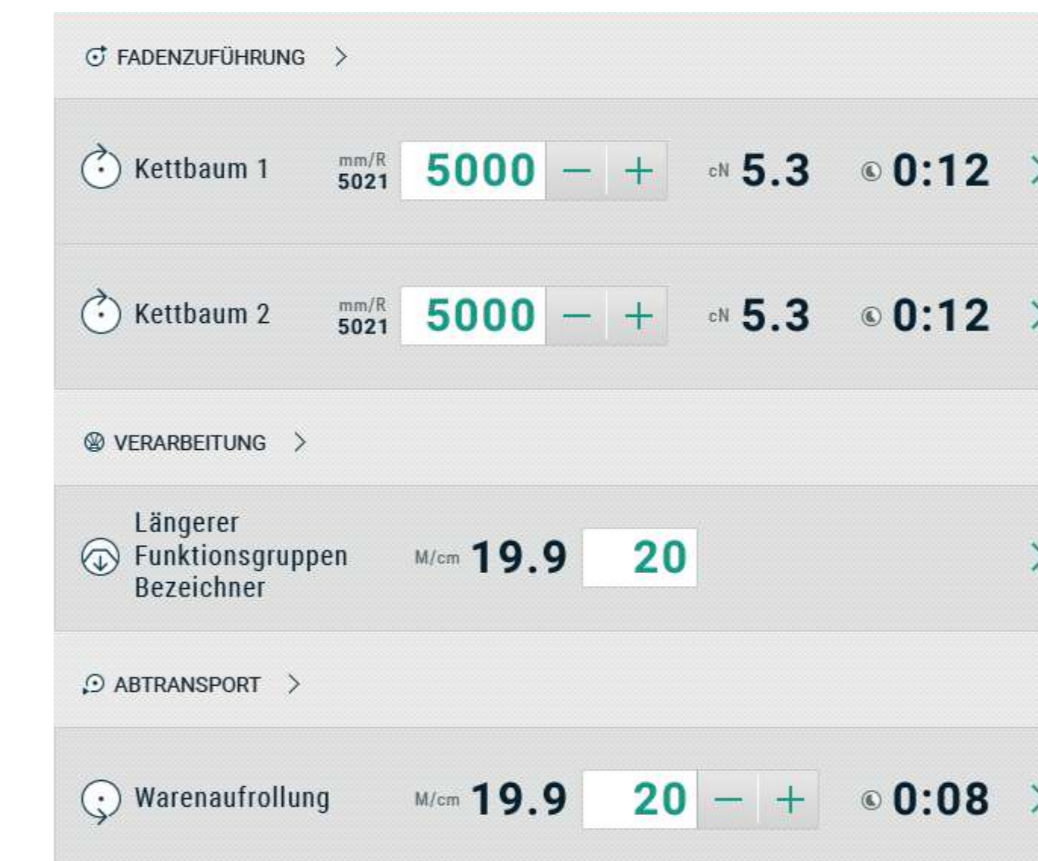 FADENZUFÜHRUNG >
Kettbaum 1 mm/R 5021 5000 − + cN 5.3 0:12
Kettbaum 2 mm/R 5021 5000 − + cN 5.3 0:12
VERARBEITUNG >
Längerer
Funktionsgruppen M/cm 19.9 20
Bezeichner
ABTRANSPORT >
Warenaufrollung M/cm 19.9 20 − + 0:08